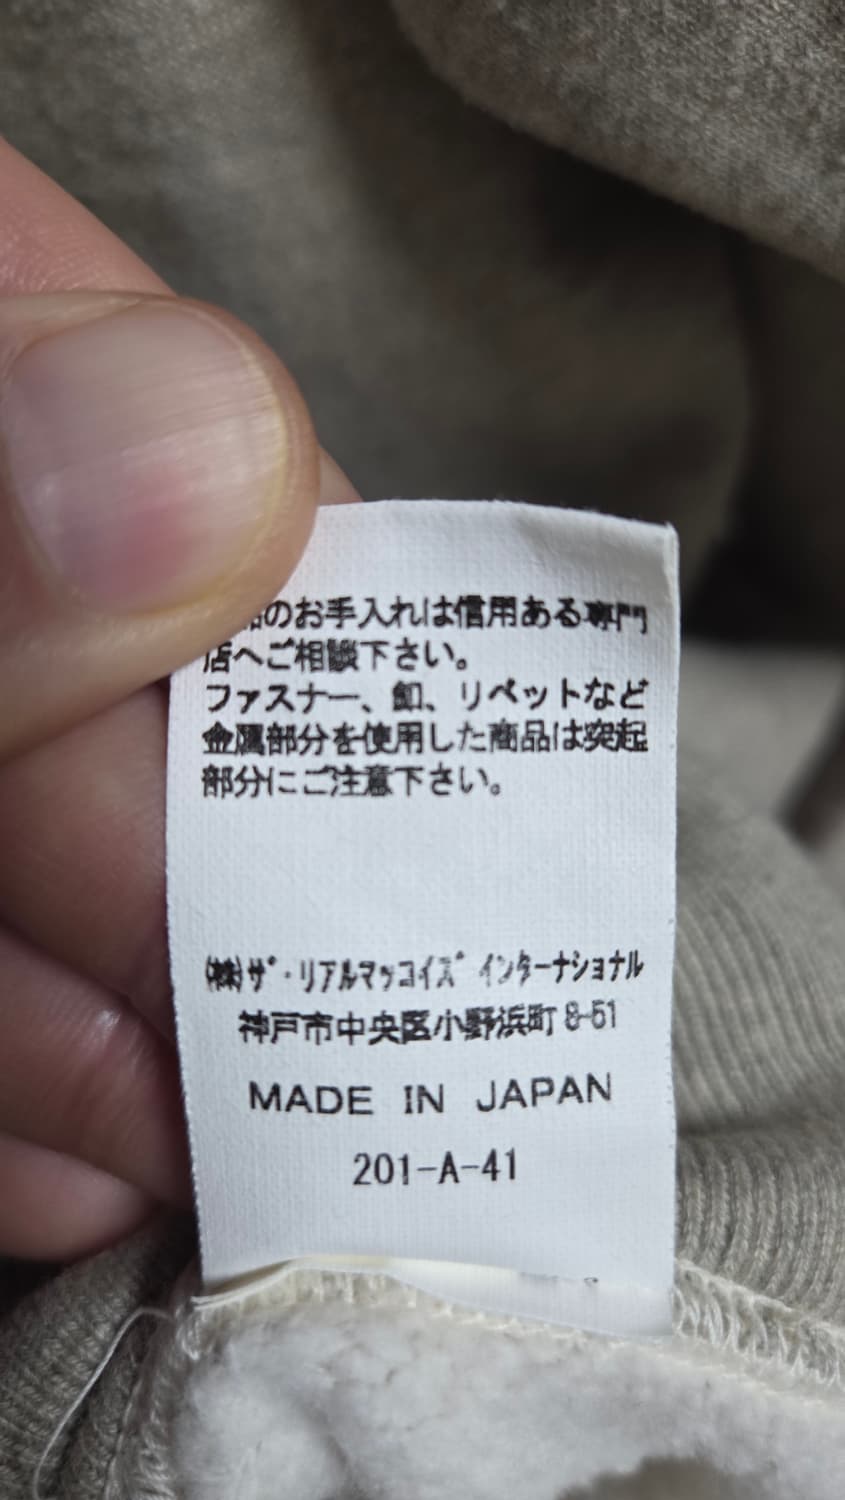 のお手入れは信用ある専門
店へご相談下さい。
ファスナー、釦、リベットなど
金属部分を使用した商品は突起
部分にご注意下さい。
㈱ザ・リアルマッコイズ インターナショナル
神戸市中央区小野浜町 8-51
MADE IN JAPAN
201-A-41